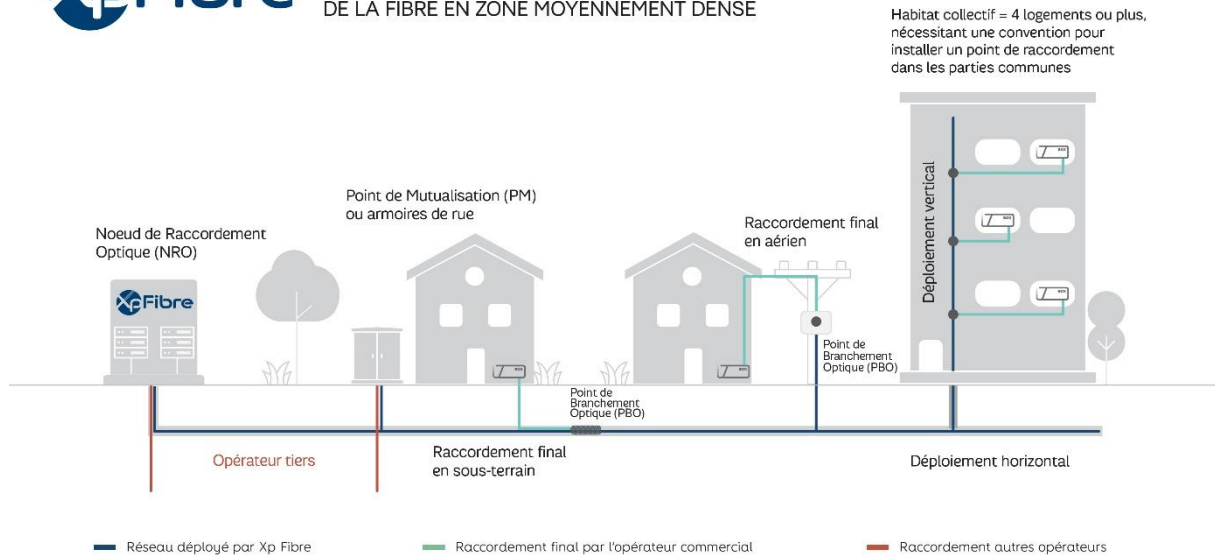 XpFibre
DE LA FIBRE EN ZONE MOYENNEMENT DENSE
Habitat collectif = 4 logements ou plus,
nécessitant une convention pour
installer un point de raccordement
dans les parties communes
Point de Mutualisation (PM)
ou armoires de rue
Noeud de Raccordement
Optique (NRO)
XpFibre
Raccordement final
en aérien
Déploiement vertical
Point de
Branchement
Optique (PBO)
Point de
Branchement
Optique (PBO)
Opérateur tiers
Raccordement final
en sous-terrain
Déploiement horizontal
Réseau déployé par Xp Fibre
Raccordement final par l'opérateur commercial
Raccordement autres opérateurs